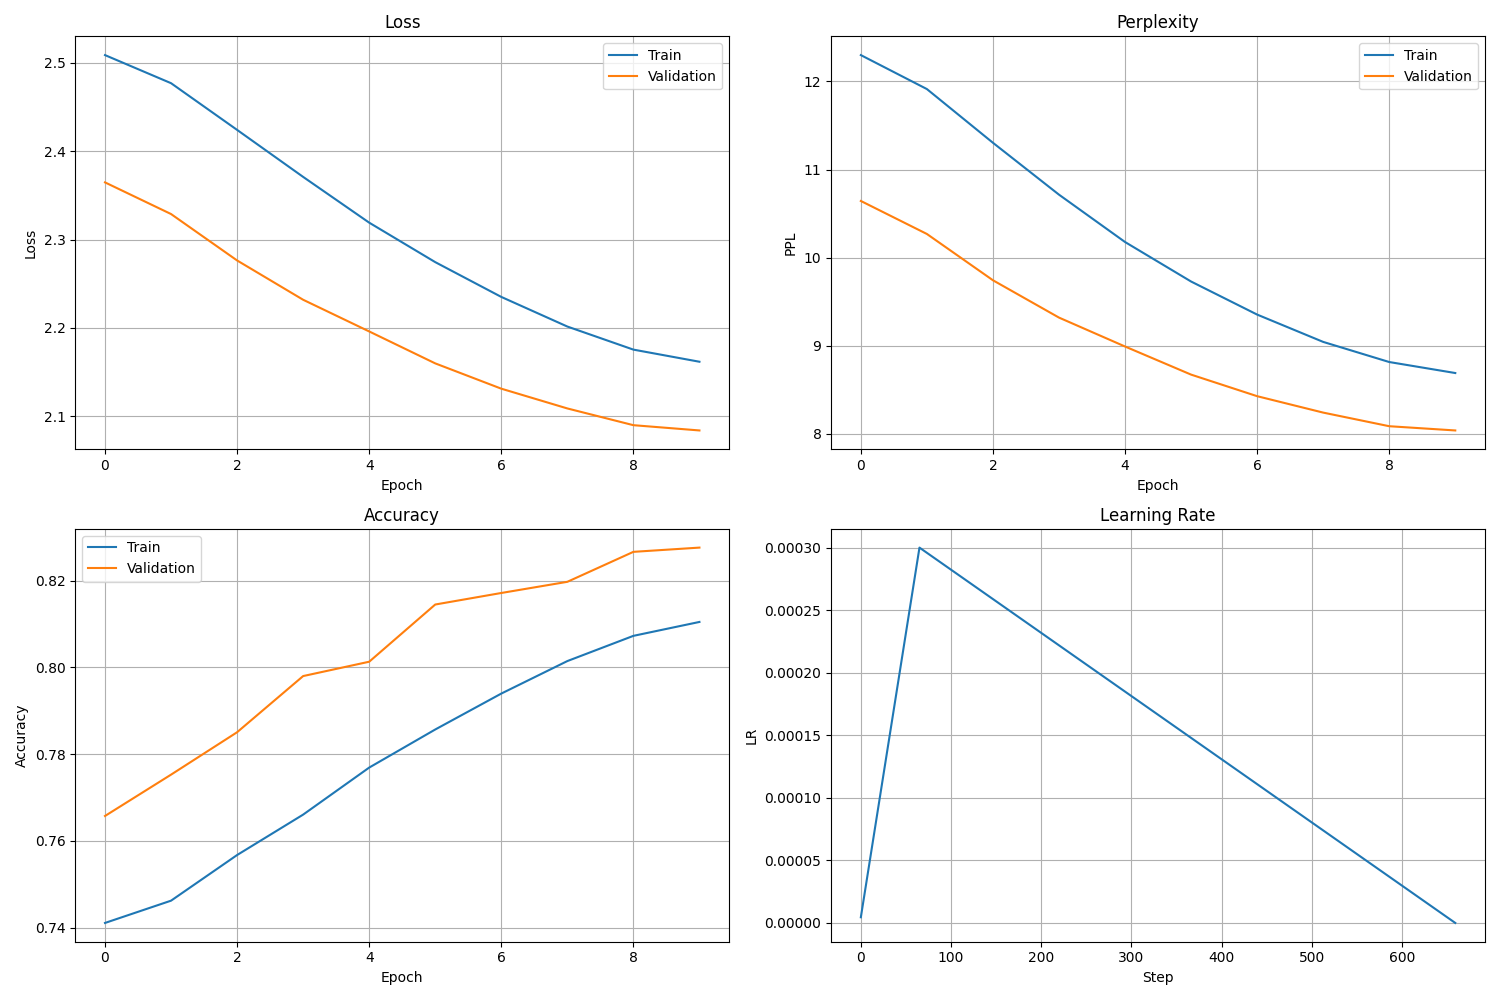 Loss
Train
Validation
2.5
2.4
2.3
2.2
2.1
Loss
0 2 4 6 8
Epoch
Perplexity
Train
Validation
12
11
10
9
8
PPL
0 2 4 6 8
Epoch
Accuracy
Train
Validation
0.82
0.80
0.78
0.76
0.74
Accuracy
0 2 4 6 8
Epoch
Learning Rate
0.00030
0.00025
0.00020
0.00015
0.00010
0.00005
0.00000
LR
0 100 200 300 400 500 600
Step